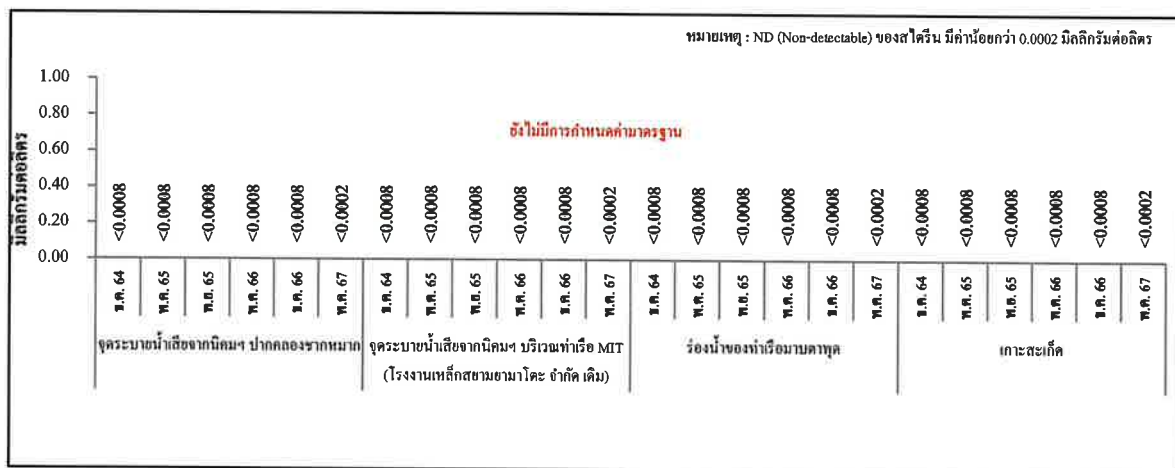 หมายเหตุ : ND (Non-detectable) ของสไตรีน มีค่าน้อยกว่า 0.0002 มิลลิกรัมต่อลิตร
ยังไม่มีการกำหนดค่ามาตรฐาน
มิลลิกรัมต่อลิตร
1.00
0.80
0.60
0.40
0.20
0.00
<0.0008 <0.0008 <0.0008 <0.0008 <0.0008 <0.0002 <0.0008 <0.0008 <0.0008 <0.0008 <0.0008 <0.0002 <0.0008 <0.0008 <0.0008 <0.0008 <0.0008 <0.0002 <0.0008 <0.0008 <0.0008 <0.0008 <0.0008 <0.0002
ธ.ค. 64 พ.ค. 65 พ.ย. 65 พ.ค. 66 ธ.ค. 66 พ.ค. 67 ธ.ค. 64 พ.ค. 65 พ.ย. 65 พ.ค. 66 ธ.ค. 66 พ.ค. 67 ธ.ค. 64 พ.ค. 65 พ.ย. 65 พ.ค. 66 ธ.ค. 66 พ.ค. 67 ธ.ค. 64 พ.ค. 65 พ.ย. 65 พ.ค. 66 ธ.ค. 66 พ.ค. 67
จุดระบายน้ำเสียจากนิคมฯ ปากคลองชากหมาก
จุดระบายน้ำเสียจากนิคมฯ บริเวณท่าเรือ MIT
(โรงงานเหล็กสยามยามาโตะ จำกัด เดิม)
ร่องน้ำของท่าเรือมาบตาพุด
เกาะสะเก็ด